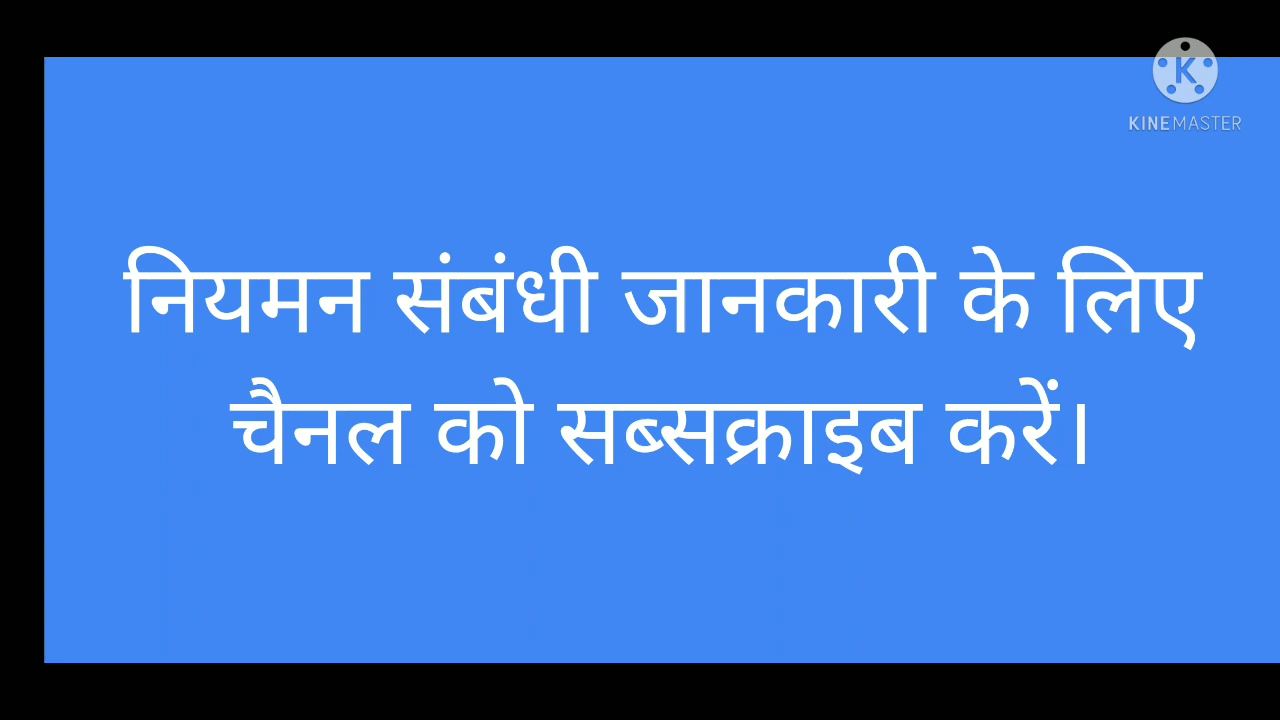 KINEMASTER
नियमन संबंधी जानकारी के लिए
चैनल को सब्सक्राइब करें।